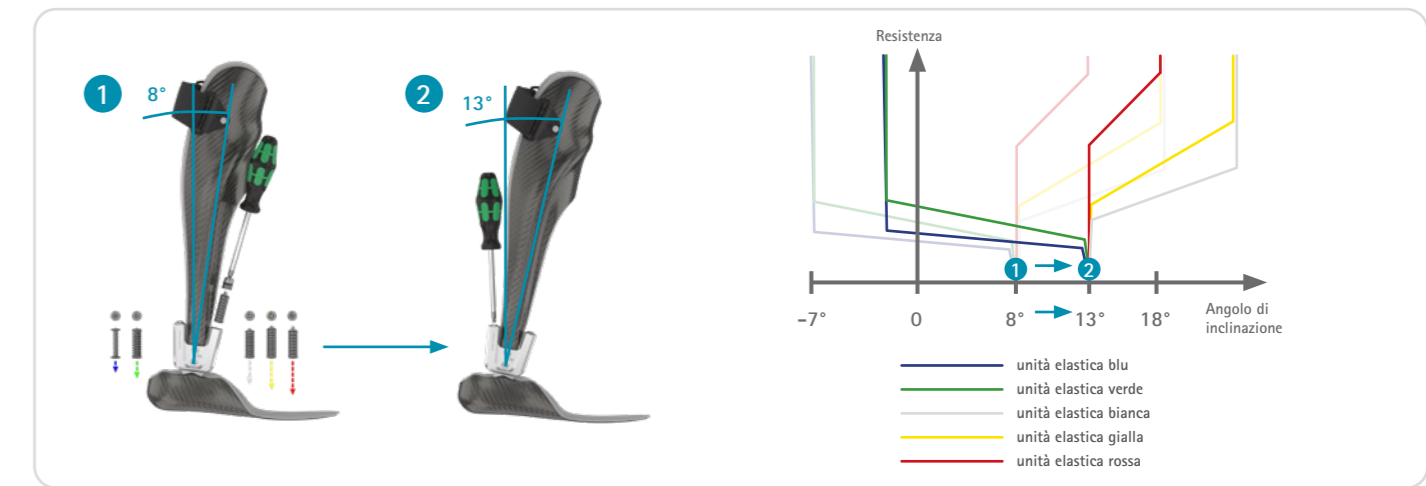 1
8°
2
13°
Resistenza
1
2
-7°
0
8°
13°
18°
Angolo di
inclinazione
unità elastica blu
unità elastica verde
unità elastica bianca
unità elastica gialla
unità elastica rossa